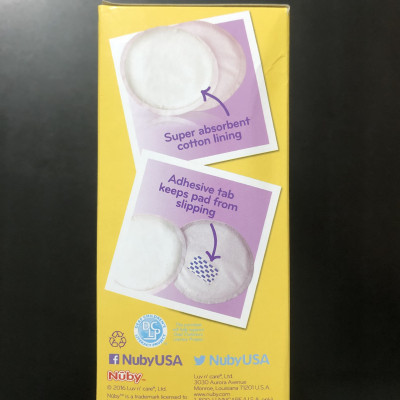 Super absorbent
cotton lining
Adhesive tab
keeps pad from
slipping
NubyUSA
NubyUSA
Nuby™
© 2016 Luv n' care®, Ltd.
Nuby™ is a trademark licensed to
Luv n' care®, Ltd.
3030 Aurora Avenue
Monroe, Louisiana 71201 U.S.A.
www.nuby.com